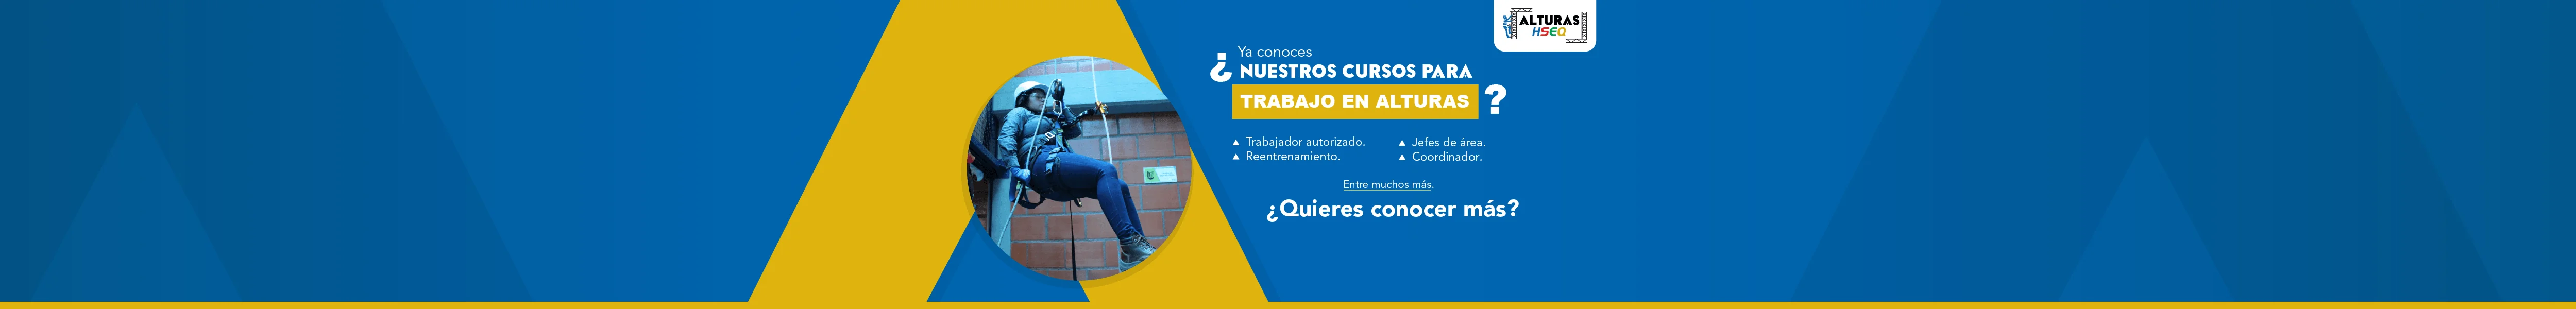 ALTURAS
HSEQ
Ya conoces
¿ NUESTROS CURSOS PARA
TRABAJO EN ALTURAS ?
Trabajador autorizado.
Reentrenamiento.
Jefes de área.
Coordinador.
Entre muchos más.
¿Quieres conocer más?